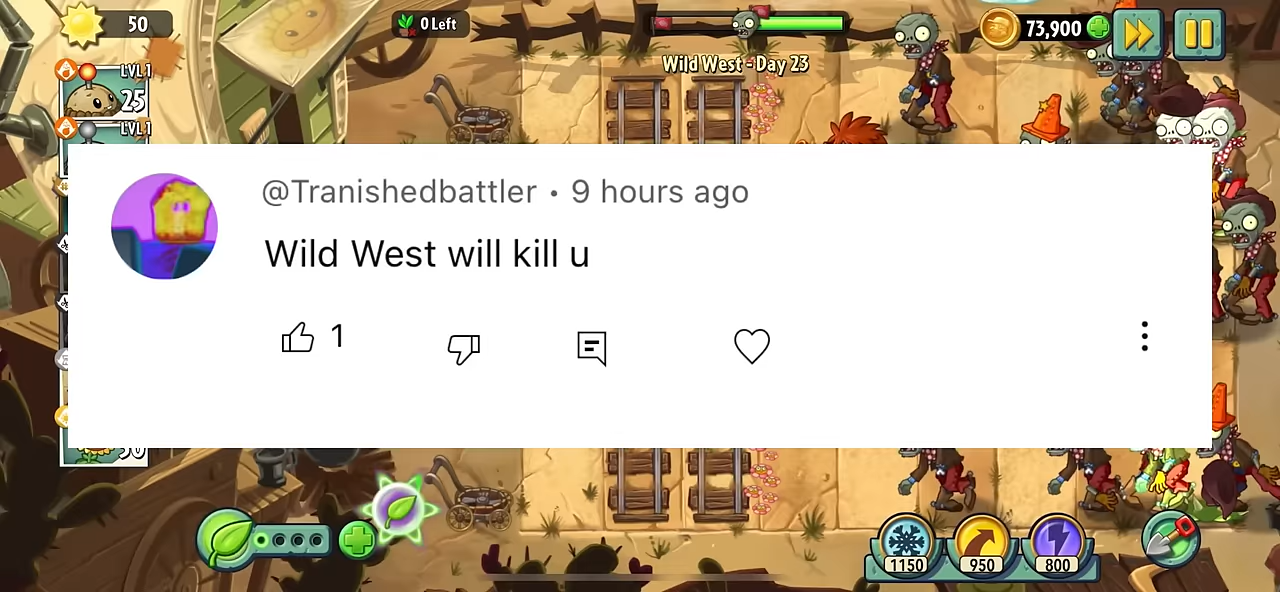 50
0 Left
73,900
Wild West - Day 23
LVL 1
25
LVL 1
@Tranishedbattler • 9 hours ago
Wild West will kill u
1
50
1150
950
800